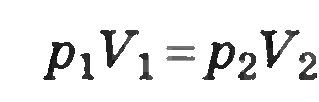 p₁V₁ = p₂V₂